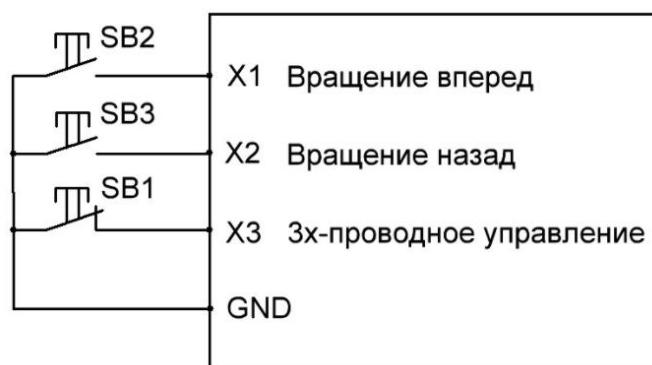 SB2
X1 Вращение вперед
SB3
X2 Вращение назад
SB1
X3 3х-проводное управление
GND